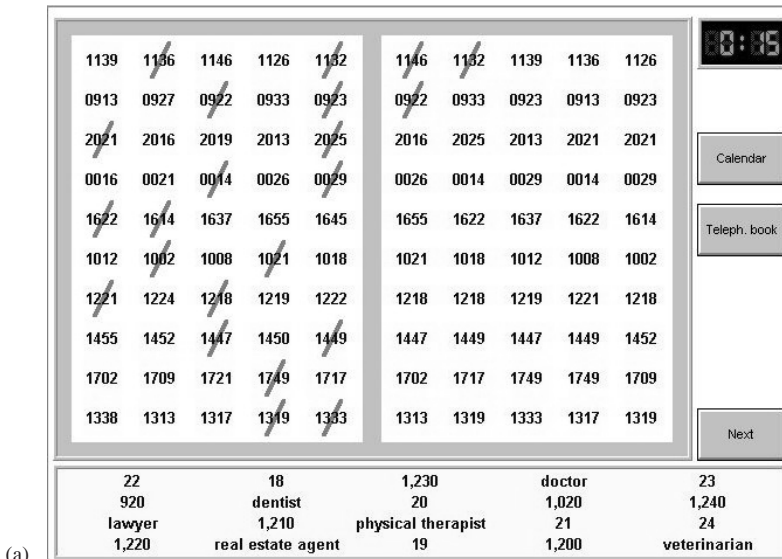 0:15
1139 1136 1146 1126 1132 1146 1132 1139 1136 1126
0913 0927 0922 0933 0923 0922 0933 0923 0913 0923
2021 2016 2019 2013 2025 2016 2025 2013 2021 2021
Calendar
0016 0021 0014 0026 0029 0026 0014 0029 0014 0029
1622 1614 1637 1655 1645 1655 1622 1637 1622 1614
Teleph. book
1012 1002 1008 1021 1018 1021 1018 1012 1008 1002
1221 1224 1218 1219 1222 1218 1218 1219 1221 1218
1455 1452 1447 1450 1449 1447 1449 1447 1449 1452
1702 1709 1721 1749 1717 1702 1717 1749 1749 1709
1338 1313 1317 1319 1333 1313 1319 1333 1317 1319
Next
22 18 1,230 doctor 23
920 dentist 20 1,020 1,240
lawyer 1,210 physical therapist 21 24
1,220 real estate agent 19 1,200 veterinarian
(a)